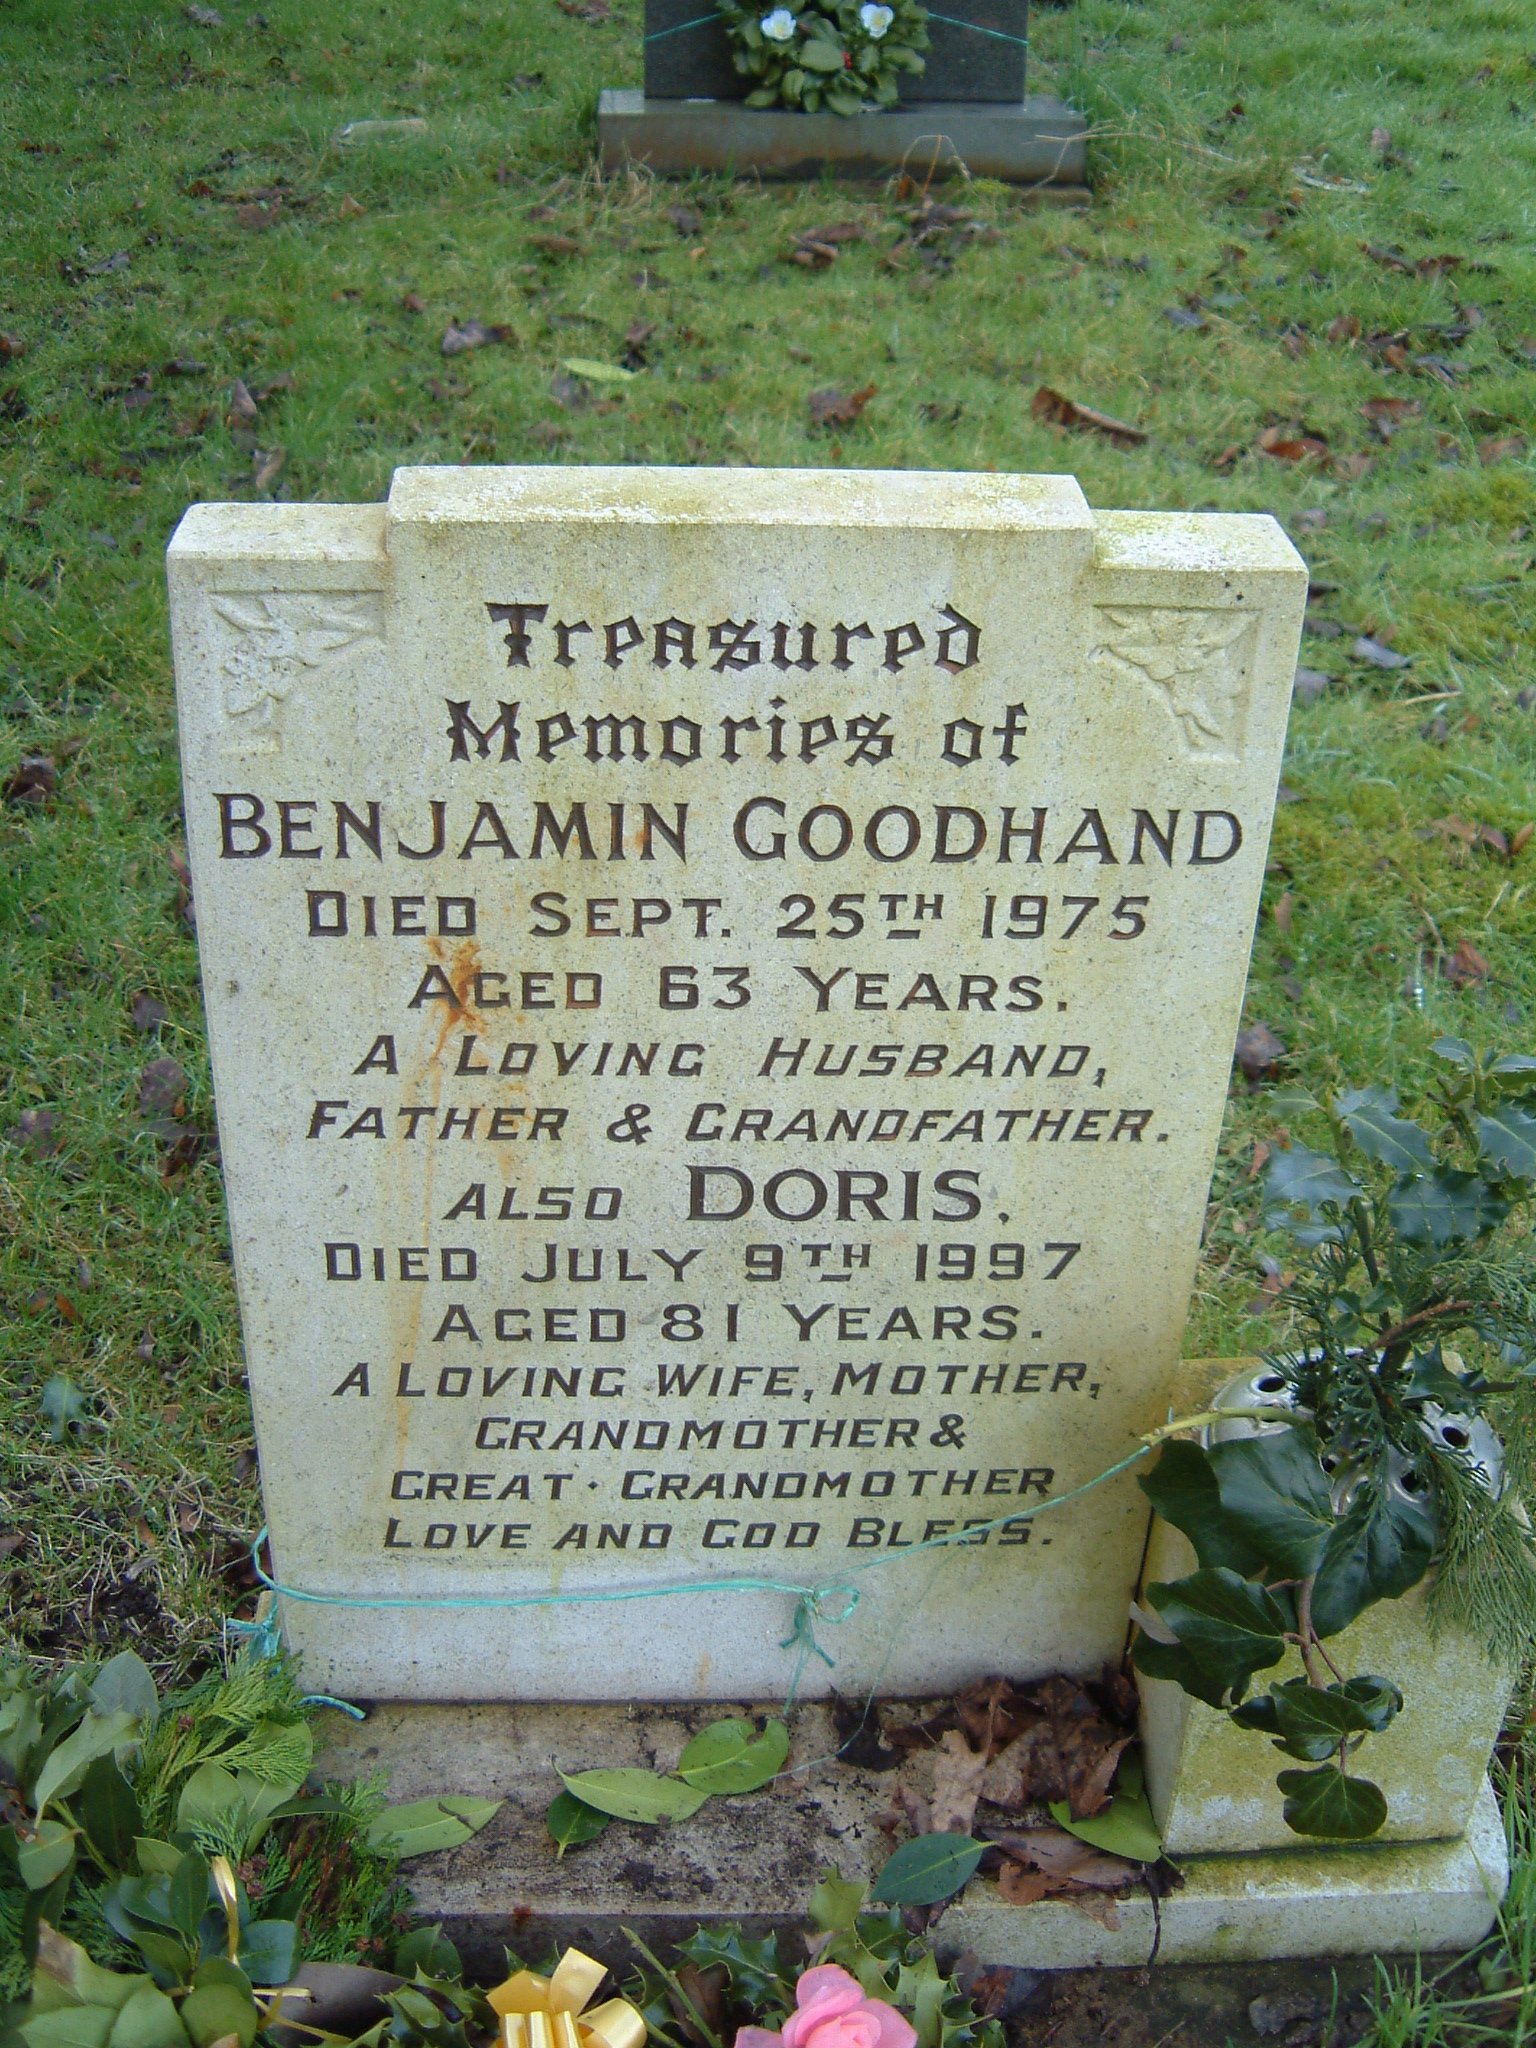 Treasured
Memories of
BENJAMIN GOODHAND
DIED SEPT. 25TH 1975
AGED 63 YEARS.
A LOVING HUSBAND,
FATHER & GRANDFATHER.
ALSO DORIS.
DIED JULY 9TH 1997
AGED 81 YEARS.
A LOVING WIFE, MOTHER,
GRANDMOTHER &
GREAT · GRANDMOTHER
LOVE AND GOD BLESS.